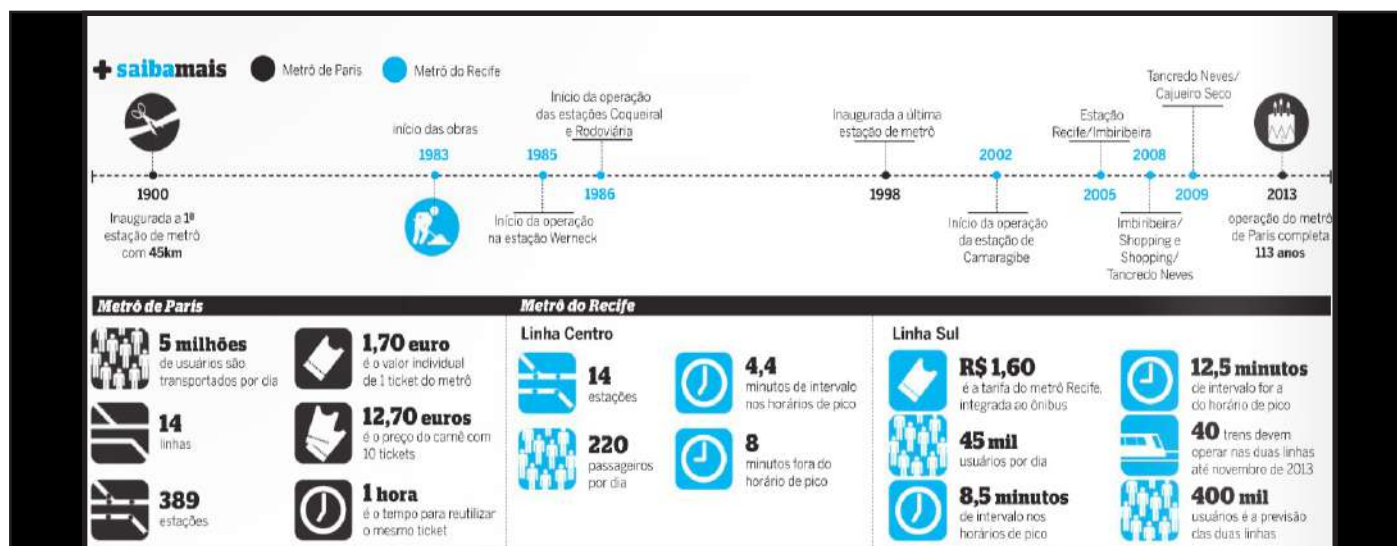 + saibamais
Metrô de Paris
Metrô do Recife
1900
Inaugurada a 1ª
estação de metrô
com 45km
início das obras
1983
1985
Início da operação
na estação Werneck
Início da operação
das estações Coqueiral
e Rodoviária
1986
Inaugurada a última
estação de metrô
1998
2002
Início da operação
da estação de
Camaragibe
Estação
Recife/Imbiribeira
2005
2008
Imbiribeira/
Shopping e
Shopping/
Tancredo Neves
Tancredo Neves/
Cajueiro Seco
2009
2013
operação do metrô
de Paris completa
113 anos
Metrô de París
5 milhões
de usuários são
transportados por dia
14
linhas
389
estações
1,70 euro
é o valor individual
de 1 ticket do metrô
12,70 euros
é o preço do carnê com
10 tickets
1 hora
é o tempo para reutilizar
o mesmo ticket
Metrô do Recife
Linha Centro
14
estações
220
passageiros
por dia
4,4
minutos de intervalo
nos horários de pico
8
minutos fora do
horário de pico
Linha Sul
R$ 1,60
é a tarifa do metrô Recife,
integrada ao ônibus
45 mil
usuários por dia
8,5 minutos
de intervalo nos
horários de pico
12,5 minutos
de intervalo for a
do horário de pico
40 trens devem
operar nas duas linhas
até novembro de 2013
400 mil
usuários é a previsão
das duas linhas